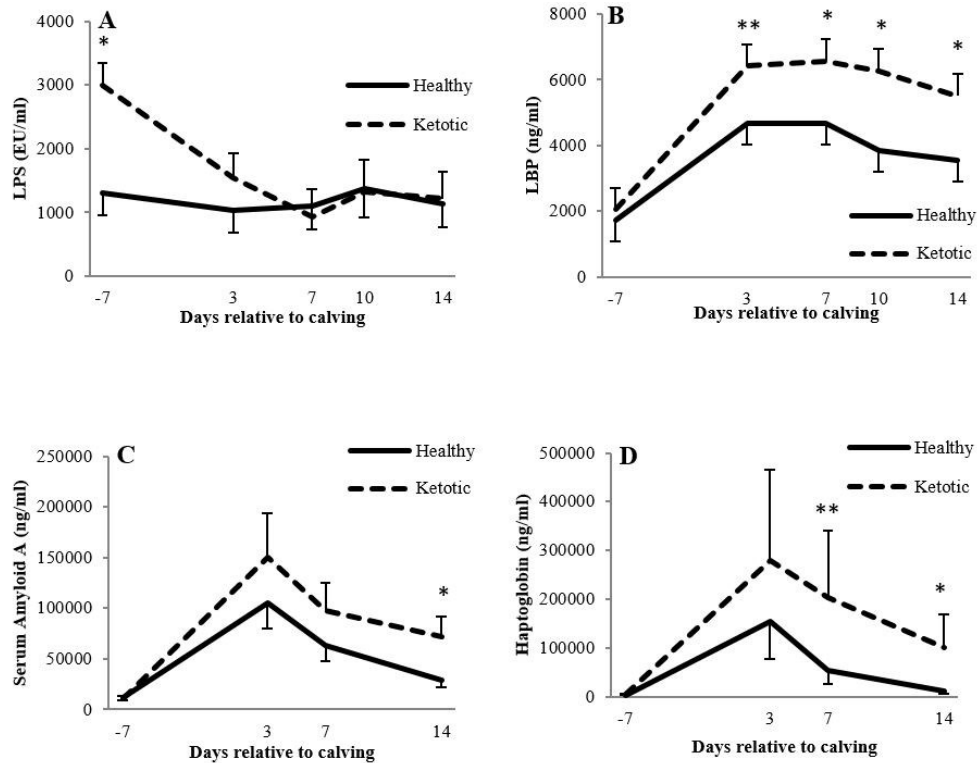 A
4000
3000
2000
1000
0
LPS (EU/ml)
*
Healthy
Ketotic
-7 3 7 10 14
Days relative to calving
B
8000
6000
4000
2000
0
LBP (ng/ml)
** * * *
Healthy
Ketotic
-7 3 7 10 14
Days relative to calving
C
250000
200000
150000
100000
50000
0
Serum Amyloid A (ng/ml)
Healthy
Ketotic
*
-7 3 7 14
Days relative to calving
D
500000
400000
300000
200000
100000
0
Haptoglobin (ng/ml)
Healthy
Ketotic
** *
-7 3 7 14
Days relative to calving